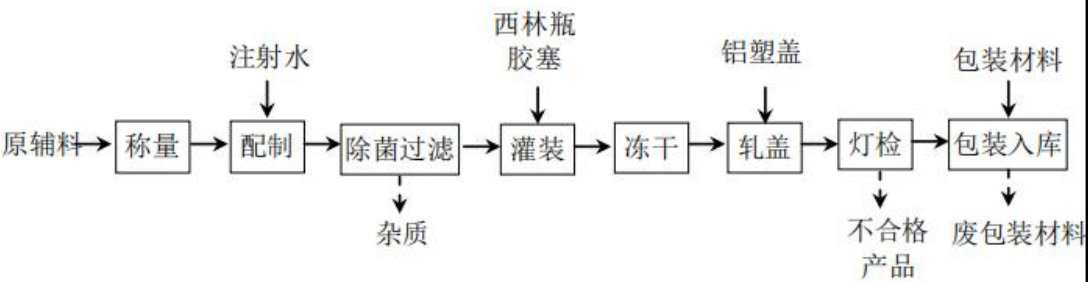 西林瓶
胶塞
注射水
铝塑盖
包装材料
原辅料
称量
配制
除菌过滤
灌装
冻干
轧盖
灯检
包装入库
杂质
不合格
产品
废包装材料